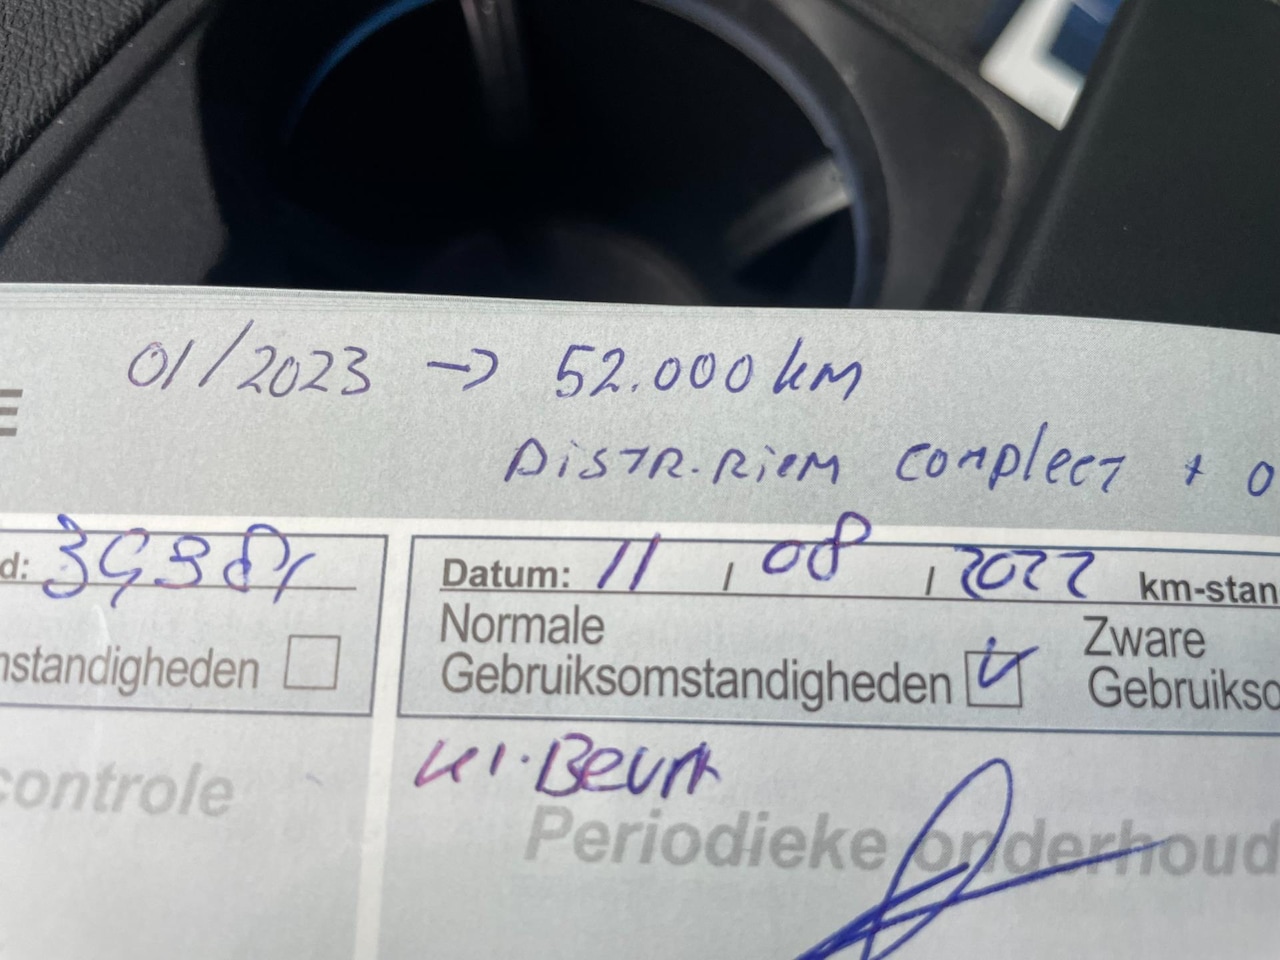 01/2023 → 52.000 km
DiSTR.RiEM COMPLEET + O
d: 39381
Datum: 11 / 08 / 2022 km-stan
Normale
Gebruiksomstandigheden
Zware
Gebruikso
nstandigheden
kl. Beurt
controle
Periodieke onderhoud